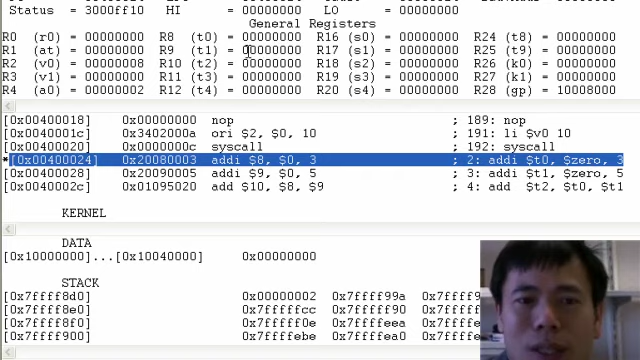 Status = 3000ff10 HI = 00000000 LO = 00000000
General Registers
R0 (r0) = 00000000 R8 (t0) = 00000000 R16 (s0) = 00000000 R24 (t8) = 00000000
R1 (at) = 00000000 R9 (t1) = 00000000 R17 (s1) = 00000000 R25 (t9) = 00000000
R2 (v0) = 00000008 R10 (t2) = 00000000 R18 (s2) = 00000000 R26 (k0) = 00000000
R3 (v1) = 00000000 R11 (t3) = 00000000 R19 (s3) = 00000000 R27 (k1) = 00000000
R4 (a0) = 00000002 R12 (t4) = 00000000 R20 (s4) = 00000000 R28 (gp) = 10008000
[0x00400018] 0x00000000 nop ; 189: nop
[0x0040001c] 0x3402000a ori $2, $0, 10 ; 191: li $v0 10
[0x00400020] 0x0000000c syscall ; 192: syscall
*[0x00400024] 0x20080003 addi $8, $0, 3 ; 2: addi $t0, $zero, 3
[0x00400028] 0x20090005 addi $9, $0, 5 ; 3: addi $t1, $zero, 5
[0x0040002c] 0x01095020 add $10, $8, $9 ; 4: add $t2, $t0, $t1
KERNEL
DATA
[0x10000000]...[0x10040000] 0x00000000
STACK
[0x7ffff8d0] 0x00000002 0x7ffff99a
[0x7ffff8e0] 0x7fffffcc 0x7fffff90
[0x7ffff8f0] 0x7fffff0e 0x7ffffeea
[0x7ffff900] 0x7ffffebe 0x7ffffea0